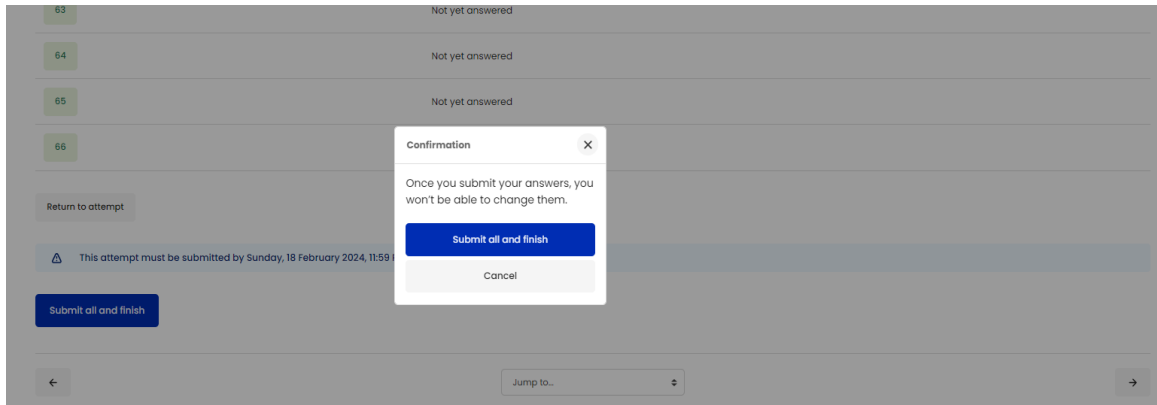 63 Not yet answered
64 Not yet answered
65 Not yet answered
66
Confirmation
Once you submit your answers, you
won't be able to change them.
Submit all and finish
Cancel
Return to attempt
This attempt must be submitted by Sunday, 18 February 2024, 11:59
Submit all and finish
Jump to...